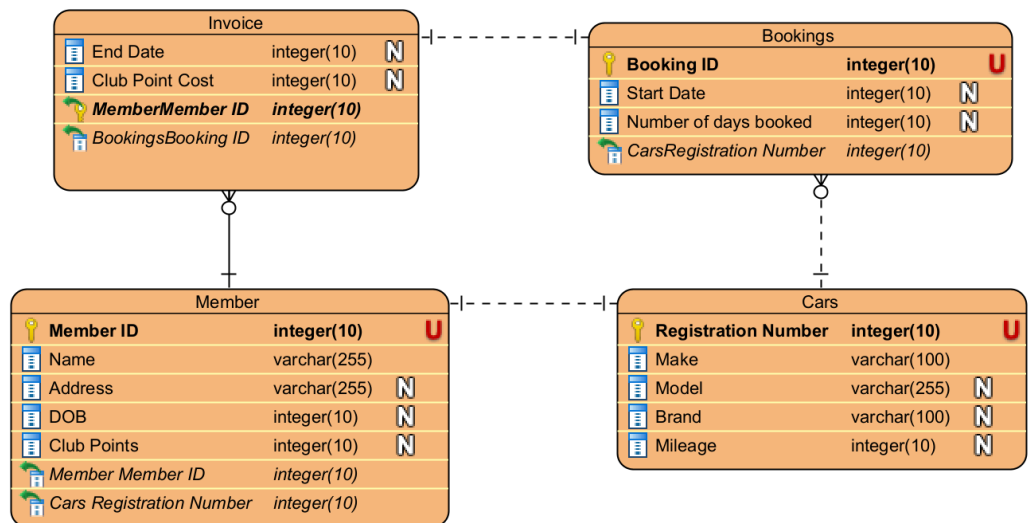 Invoice
End Date integer(10) N
Club Point Cost integer(10) N
MemberMember ID integer(10)
BookingsBooking ID integer(10)
Bookings
Booking ID integer(10) U
Start Date integer(10) N
Number of days booked integer(10) N
CarsRegistration Number integer(10)
Member
Member ID integer(10) U
Name varchar(255)
Address varchar(255) N
DOB integer(10) N
Club Points integer(10) N
Member Member ID integer(10)
Cars Registration Number integer(10)
Cars
Registration Number integer(10) U
Make varchar(100)
Model varchar(255) N
Brand varchar(100) N
Mileage integer(10) N